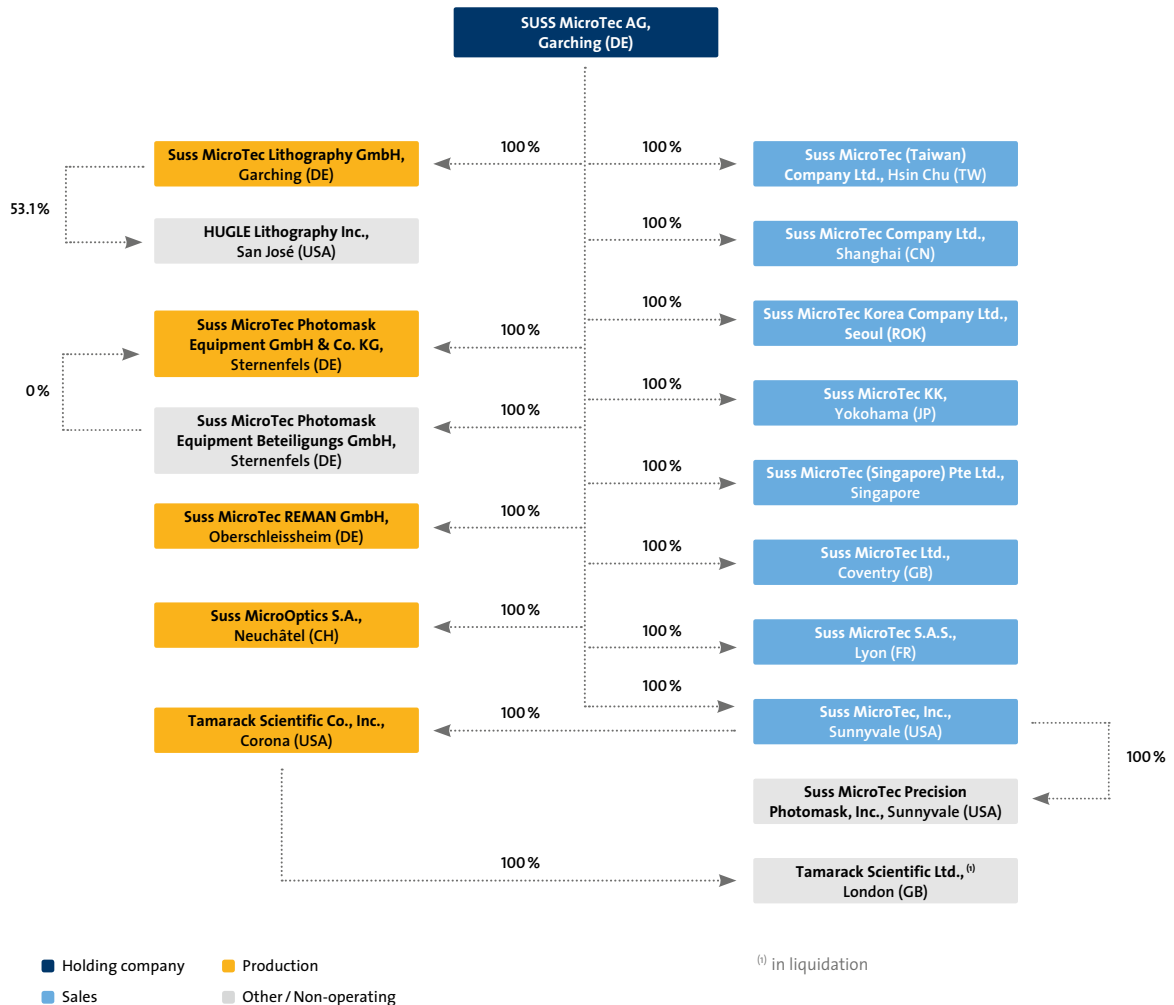 SUSS MicroTec AG,
Garching (DE)
100 %
100 %
Suss MicroTec Lithography GmbH,
Garching (DE)
Suss MicroTec (Taiwan)
Company Ltd., Hsin Chu (TW)
53.1 %
HUGLE Lithography Inc.,
San José (USA)
100 %
Suss MicroTec Company Ltd.,
Shanghai (CN)
Suss MicroTec Photomask
Equipment GmbH & Co. KG,
Sternenfels (DE)
100 %
100 %
Suss MicroTec Korea Company Ltd.,
Seoul (ROK)
0 %
Suss MicroTec Photomask
Equipment Beteiligungs GmbH,
Sternenfels (DE)
100 %
100 %
Suss MicroTec KK,
Yokohama (JP)
100 %
Suss MicroTec (Singapore) Pte Ltd.,
Singapore
Suss MicroTec REMAN GmbH,
Oberschleissheim (DE)
100 %
100 %
Suss MicroTec Ltd.,
Coventry (GB)
Suss MicroOptics S.A.,
Neuchâtel (CH)
100 %
100 %
Suss MicroTec S.A.S.,
Lyon (FR)
100 %
Tamarack Scientific Co., Inc.,
Corona (USA)
100 %
Suss MicroTec, Inc.,
Sunnyvale (USA)
100 %
Suss MicroTec Precision
Photomask, Inc., Sunnyvale (USA)
100 %
Tamarack Scientific Ltd., (1)
London (GB)
Holding company
Production
(1) in liquidation
Sales
Other / Non-operating